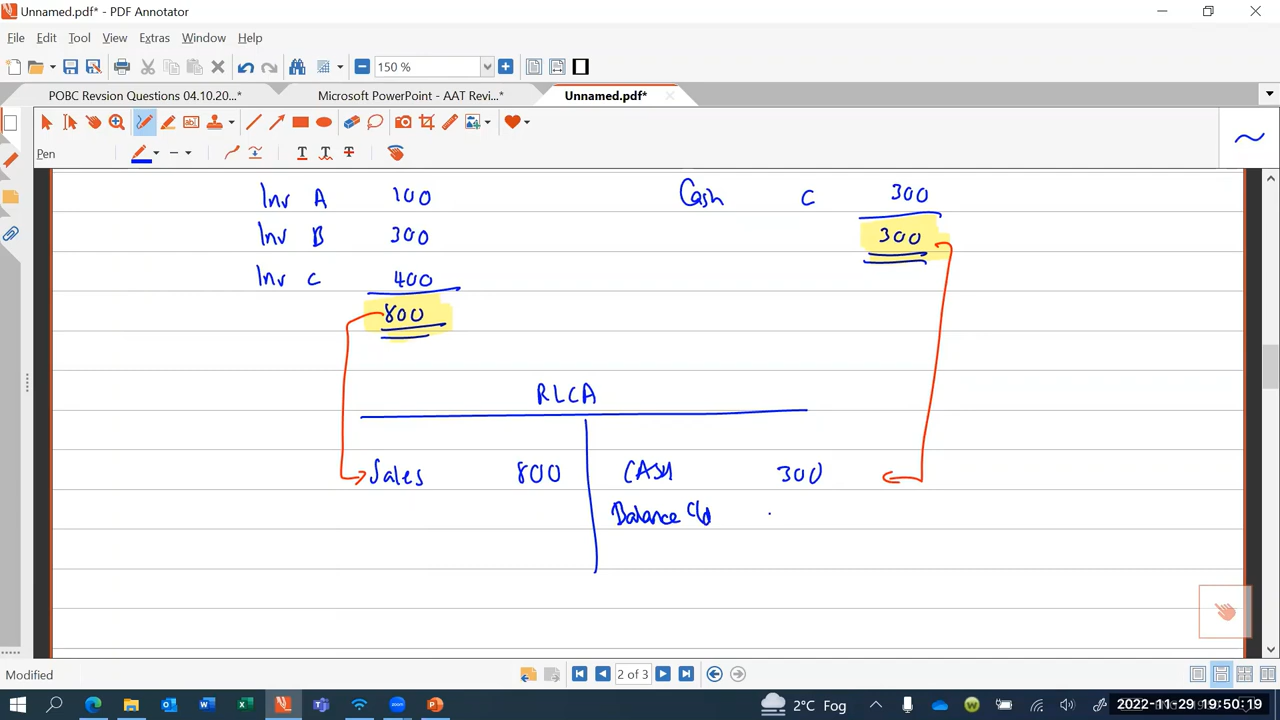 Unnamed.pdf* - PDF Annotator
File Edit Tool View Extras Window Help
150 %
POBC Revsion Questions 04.10.20...* Microsoft PowerPoint - AAT Revi...* Unnamed.pdf*
Pen
Inv A 100 Cash C 300
Inv B 300 300
Inv C 400
800
RLCA
Sales 800 CASH 300
Balance c/d
Modified 2 of 3
2°C Fog 2022-11-29 19:50:19